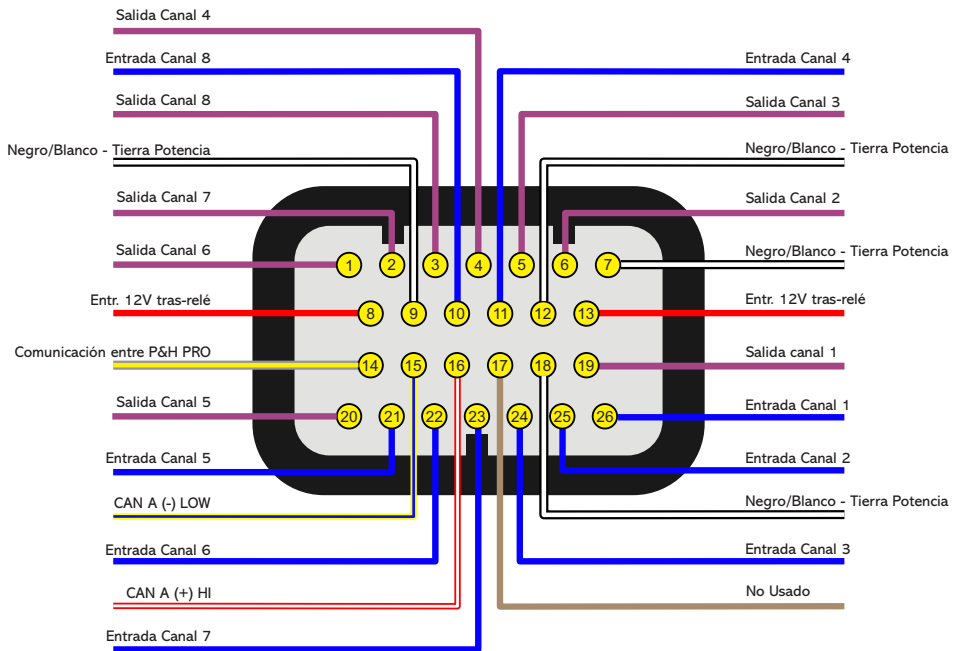 Salida Canal 4
Entrada Canal 8
Entrada Canal 4
Salida Canal 8
Salida Canal 3
Negro/Blanco - Tierra Potencia
Negro/Blanco - Tierra Potencia
Salida Canal 7
Salida Canal 2
Salida Canal 6
1 2 3 4 5 6 7
Negro/Blanco - Tierra Potencia
Entr. 12V tras-relé
8 9 10 11 12 13
Entr. 12V tras-relé
Comunicación entre P&H PRO
14 15 16 17 18 19
Salida canal 1
Salida Canal 5
20 21 22 23 24 25 26
Entrada Canal 1
Entrada Canal 5
Entrada Canal 2
CAN A (-) LOW
Negro/Blanco - Tierra Potencia
Entrada Canal 6
Entrada Canal 3
CAN A (+) HI
No Usado
Entrada Canal 7